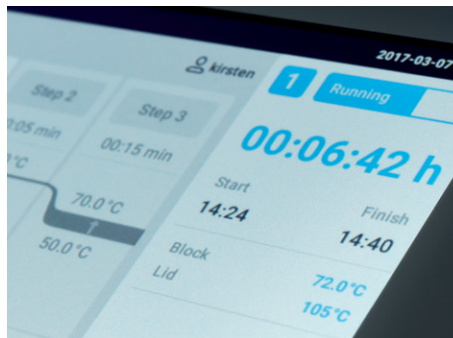 2017-03-07
kirsten
1 Running
00:06:42 h
Start Finish
14:24 14:40
Block 72.0°C
Lid 105°C
Step 2 Step 3
:05 min 00:15 min
°C 70.0°C
50.0°C